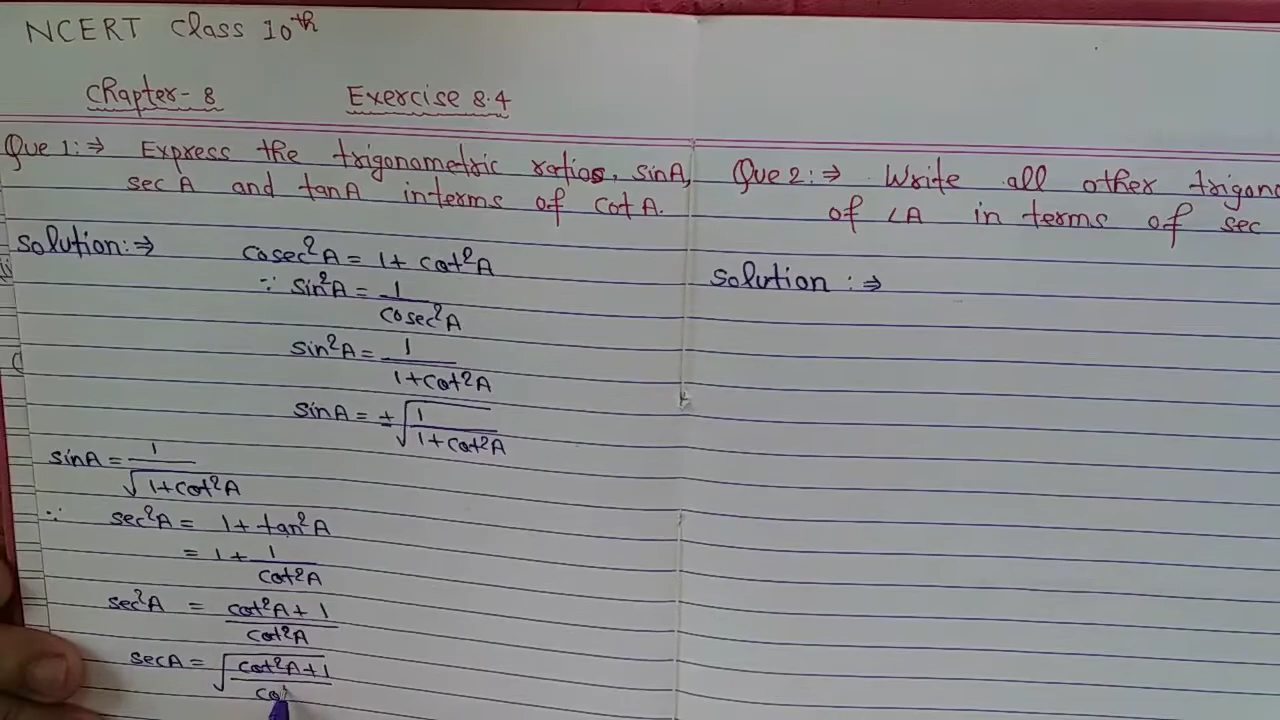 NCERT Class 10th
Chapter- 8 Exercise 8.4
Que 1:⇒ Express the trigonometric ratios, sinA,
sec A and tanA interms of cot A.
Solution:⇒ cosec²A = 1+ cot²A
∵ sin²A = 1/cosec²A
sin²A = 1/1+cot²A
sinA = ±√1/1+cot²A
sinA = 1/√1+cot²A
∵ sec²A = 1+tan²A
= 1+ 1/cot²A
sec²A = cot²A+1/cot²A
secA = √cot²A+1/co
Que 2:⇒ Write all other trigono
of ∠A in terms of sec
Solution :⇒